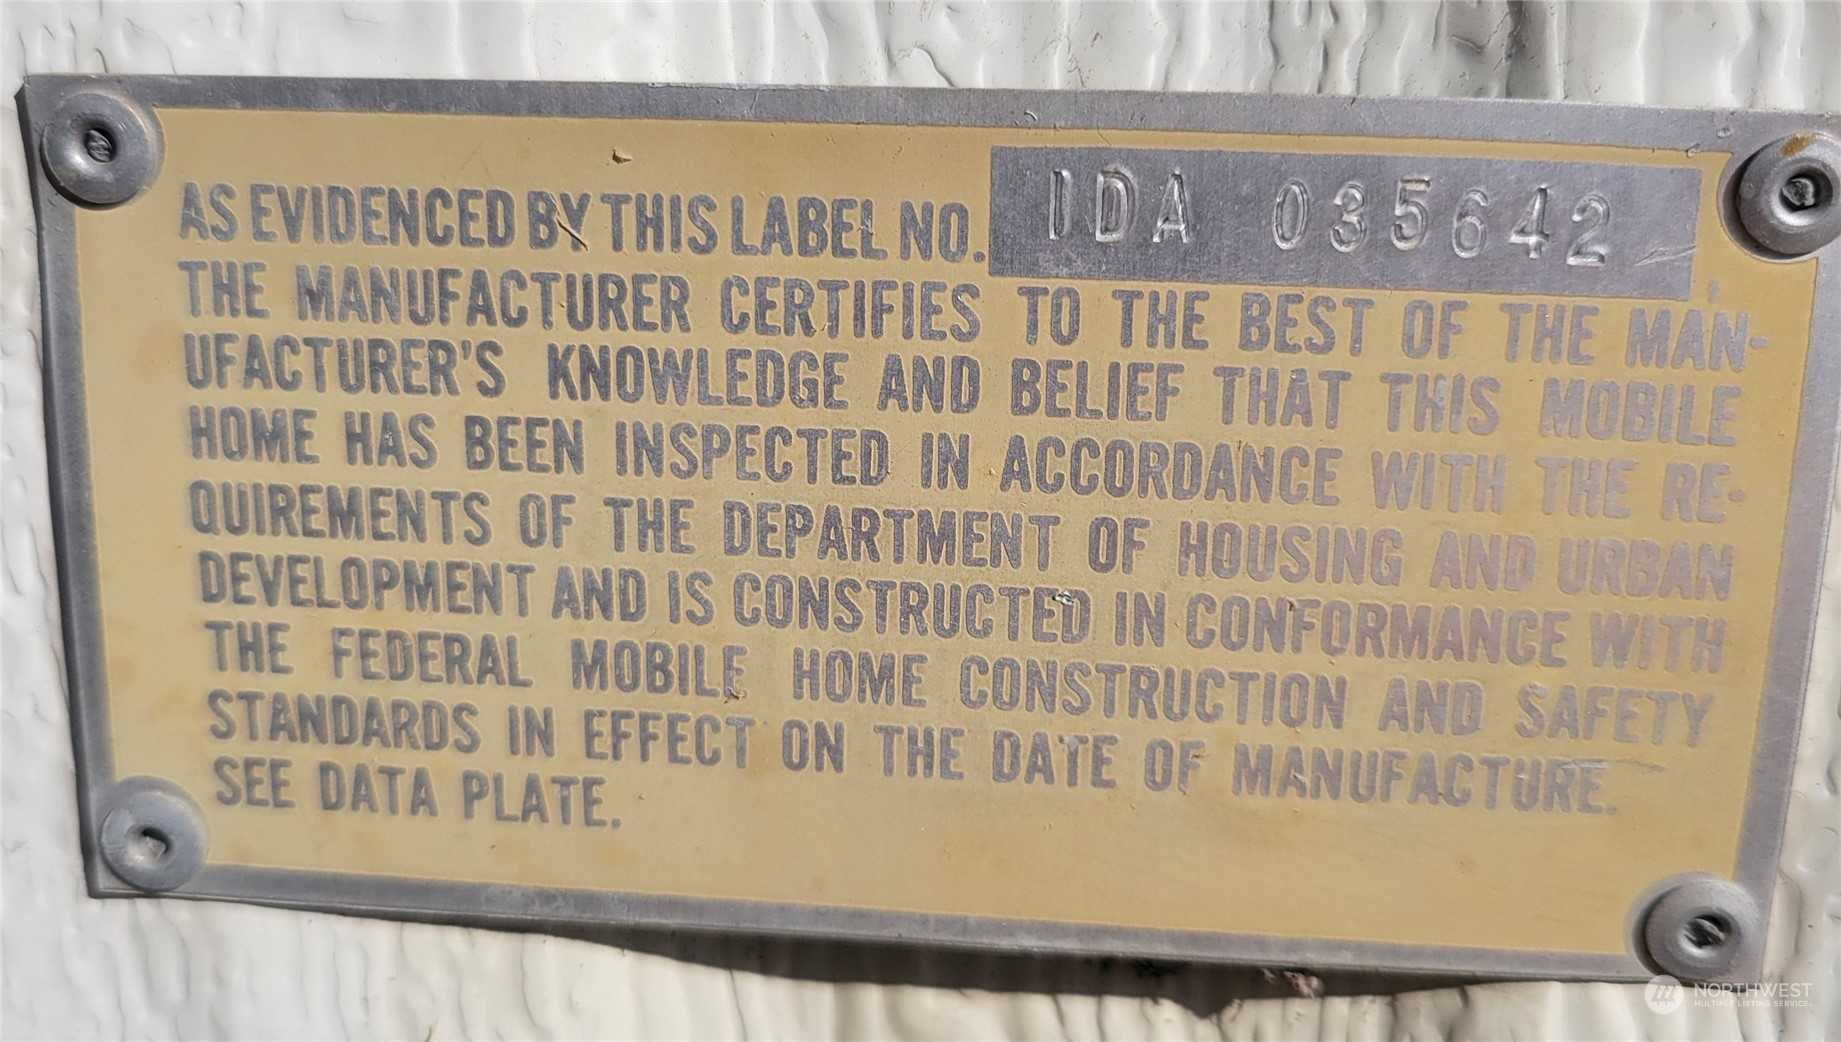 AS EVIDENCED BY THIS LABEL NO. IDA 035642,
THE MANUFACTURER CERTIFIES TO THE BEST OF THE MAN-
UFACTURER'S KNOWLEDGE AND BELIEF THAT THIS MOBILE
HOME HAS BEEN INSPECTED IN ACCORDANCE WITH THE RE-
QUIREMENTS OF THE DEPARTMENT OF HOUSING AND URBAN
DEVELOPMENT AND IS CONSTRUCTED IN CONFORMANCE WITH
THE FEDERAL MOBILE HOME CONSTRUCTION AND SAFETY
STANDARDS IN EFFECT ON THE DATE OF MANUFACTURE.
SEE DATA PLATE.
NORTHWEST
MULTIPLE LISTING SERVICE